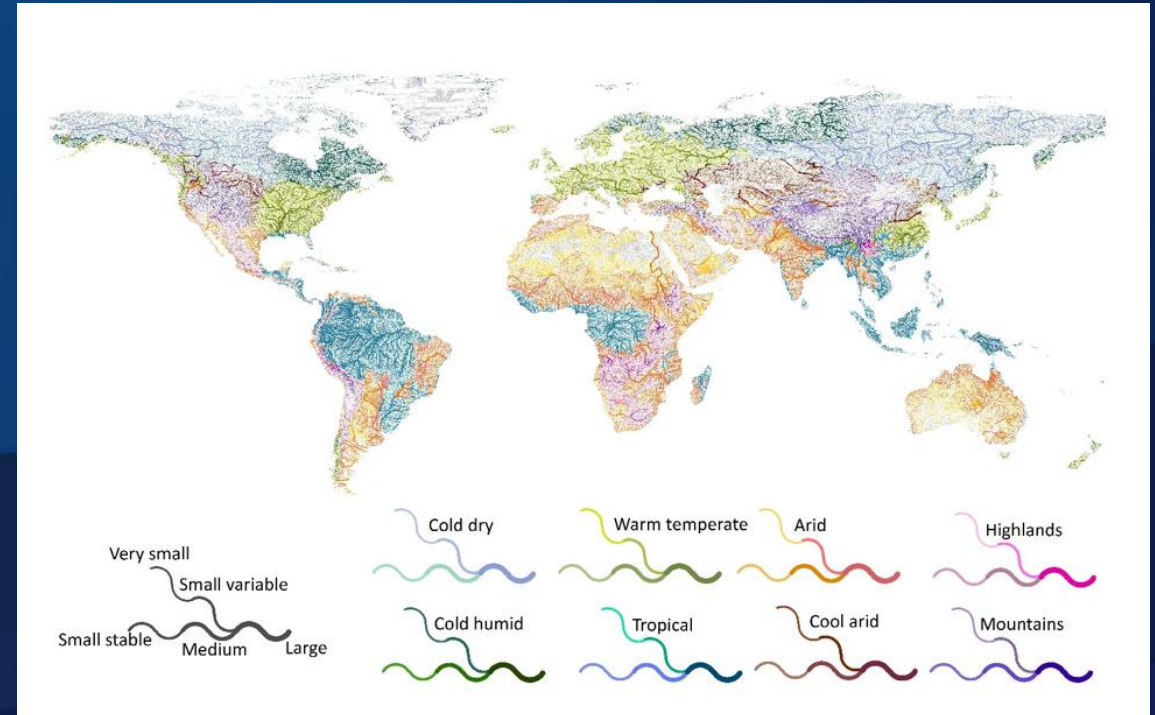 Very small
Small variable
Small stable
Medium
Large
Cold dry
Warm temperate
Arid
Highlands
Cold humid
Tropical
Cool arid
Mountains